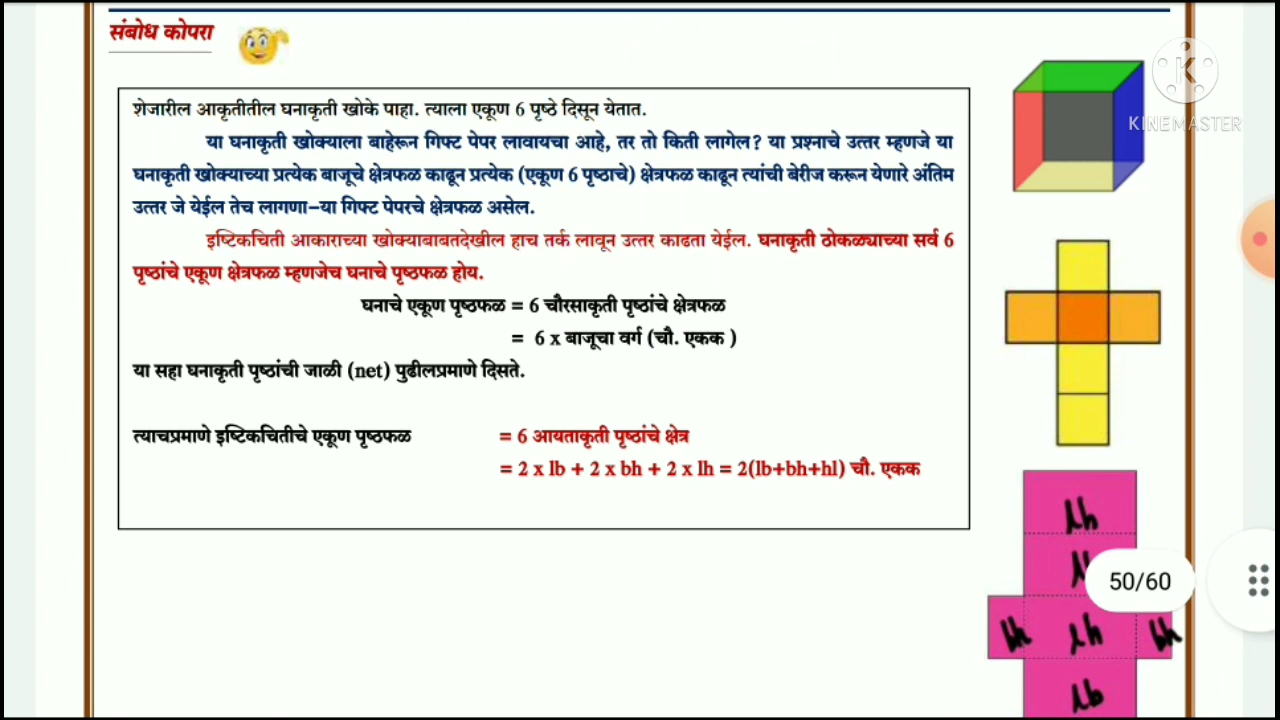 संबोध कोपरा
शेजारील आकृतीतील घनाकृती खोके पाहा. त्याला एकूण 6 पृष्ठे दिसून येतात.
या घनाकृती खोक्याला बाहेरून गिफ्ट पेपर लावायचा आहे, तर तो किती लागेल? या प्रश्नाचे उत्तर म्हणजे या
घनाकृती खोक्याच्या प्रत्येक बाजूचे क्षेत्रफळ काढून प्रत्येक (एकूण 6 पृष्ठाचे) क्षेत्रफळ काढून त्यांची बेरीज करून येणारे अंतिम
उत्तर जे येईल तेच लागणा–या गिफ्ट पेपरचे क्षेत्रफळ असेल.
इष्टिकचिती आकाराच्या खोक्याबाबतदेखील हाच तर्क लावून उत्तर काढता येईल. घनाकृती ठोकळ्याच्या सर्व 6
पृष्ठांचे एकूण क्षेत्रफळ म्हणजेच घनाचे पृष्ठफळ होय.
घनाचे एकूण पृष्ठफळ = 6 चौरसाकृती पृष्ठांचे क्षेत्रफळ
= 6 x बाजूचा वर्ग (चौ. एकक )
या सहा घनाकृती पृष्ठांची जाळी (net) पुढीलप्रमाणे दिसते.
त्याचप्रमाणे इष्टिकचितीचे एकूण पृष्ठफळ = 6 आयताकृती पृष्ठांचे क्षेत्र
= 2 x lb + 2 x bh + 2 x lh = 2(lb+bh+hl) चौ. एकक
KINEMASTER
lh
50/60
bh lh bh
lb